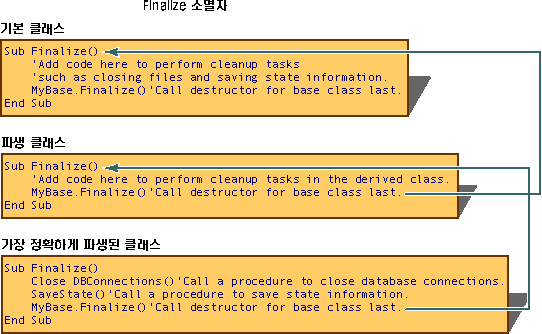 Finalize 소멸자
기본 클래스
Sub Finalize()
'Add code here to perform cleanup tasks
'such as closing files and saving state information.
MyBase.Finalize()'Call destructor for base class last.
End Sub
파생 클래스
Sub Finalize()
'Add code here to perform cleanup tasks in the derived class.
MyBase.Finalize()'Call destructor for base class last.
End Sub
가장 정확하게 파생된 클래스
Sub Finalize()
Close DBConnections()'Call a procedure to close database connections.
SaveState()'Call a procedure to save state information.
MyBase.Finalize()'Call destructor for base class last.
End Sub